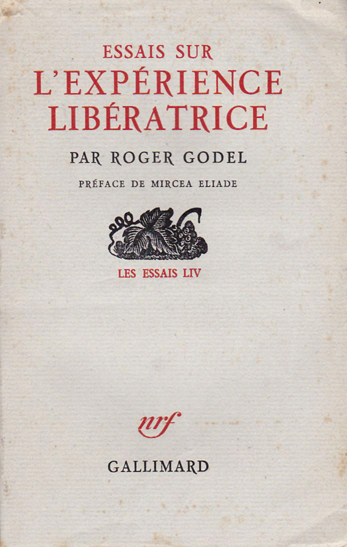 ESSAIS SUR
L'EXPÉRIENCE
LIBÉRATRICE
PAR ROGER GODEL
PRÉFACE DE MIRCEA ELIADE
LES ESSAIS LIV
nrf
GALLIMARD